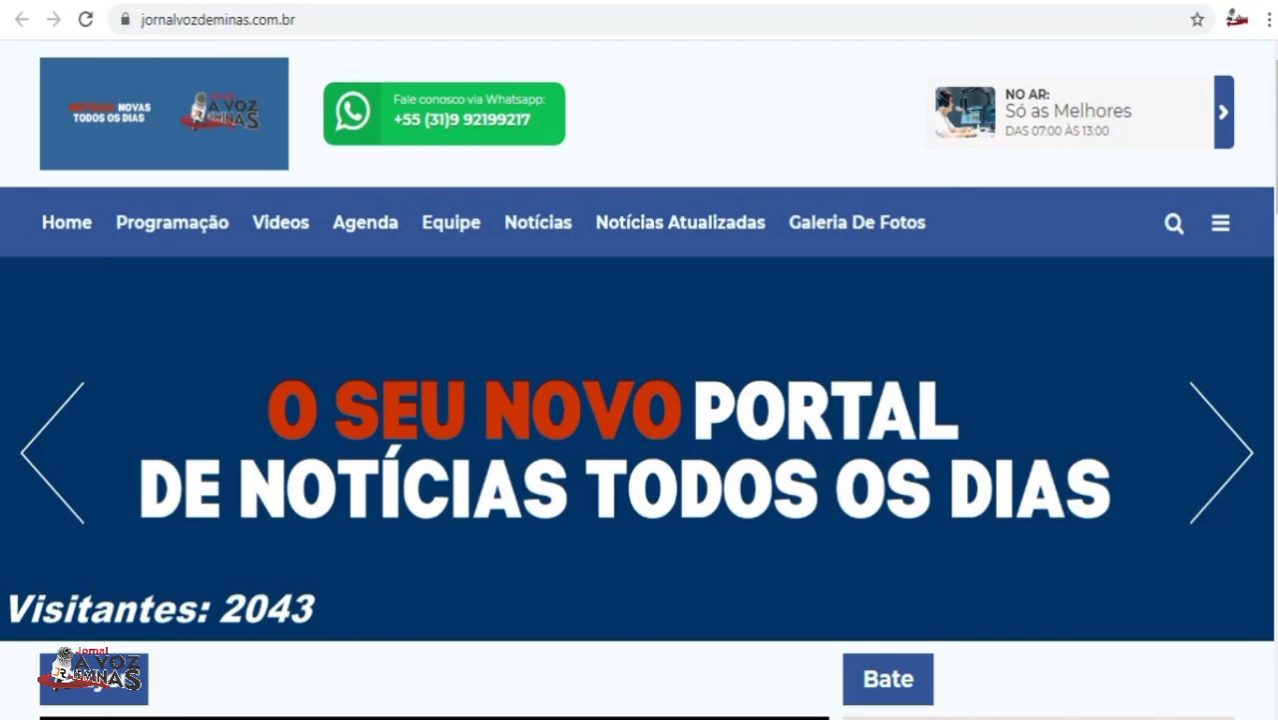 jornalvozdeminas.com.br
NOVAS
TODOS OS DIAS
A VOZ
DEMINAS
Fale conosco via Whatsapp:
+55 (31)9 92199217
NO AR:
Só as Melhores
DAS 07:00 ÀS 13:00
Home Programação Videos Agenda Equipe Notícias Notícias Atualizadas Galeria De Fotos
O SEU NOVO PORTAL
DE NOTÍCIAS TODOS OS DIAS
Visitantes: 2043
Jornal
A VOZ
DEMINAS
Bate